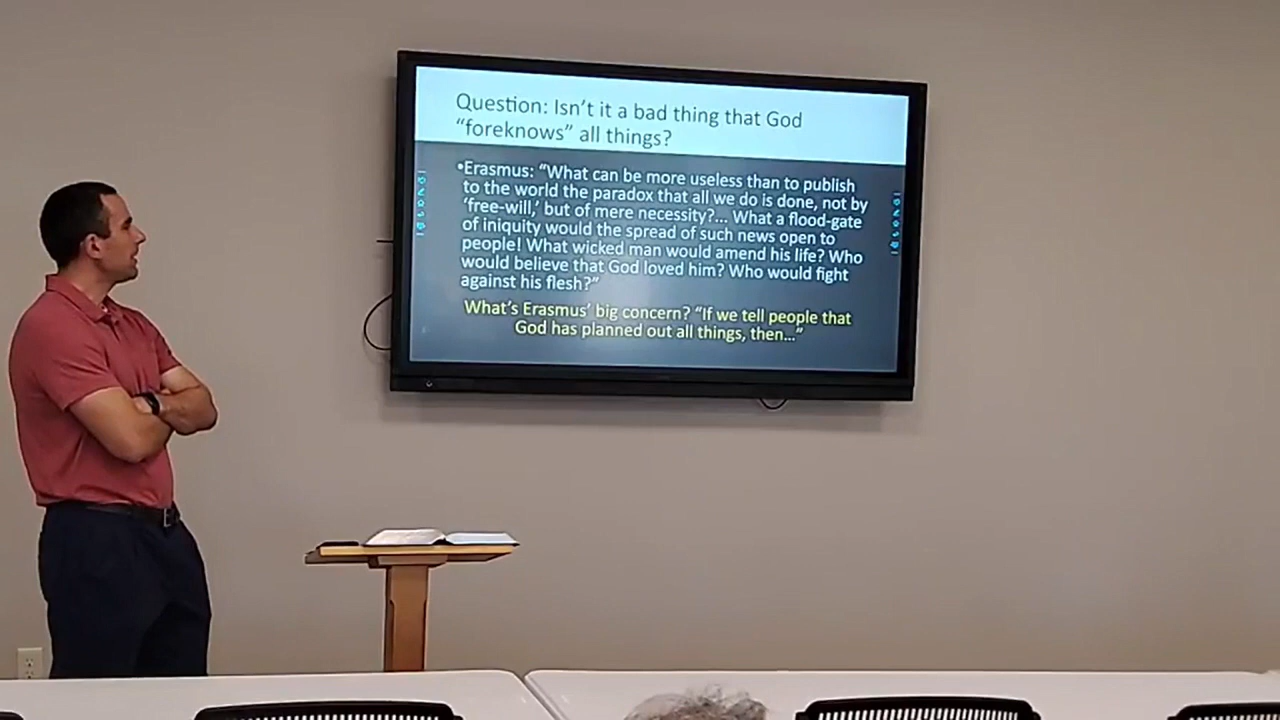 Question: Isn't it a bad thing that God
“foreknows” all things?
•Erasmus: “What can be more useless than to publish
to the world the paradox that all we do is done, not by
‘free-will,’ but of mere necessity?... What a flood-gate
of iniquity would the spread of such news open to
people! What wicked man would amend his life? Who
would believe that God loved him? Who would fight
against his flesh?”
What's Erasmus' big concern? “If we tell people that
God has planned out all things, then...”